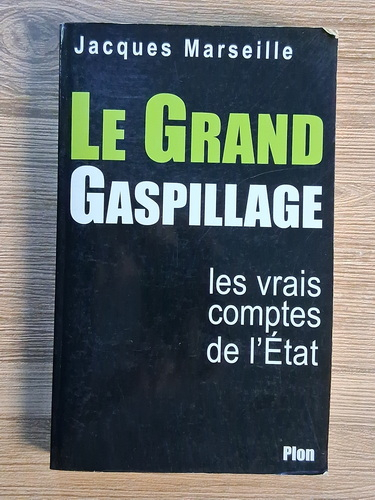 Jacques Marseille
LE GRAND
GASPILLAGE
les vrais
comptes
de l'État
Plon